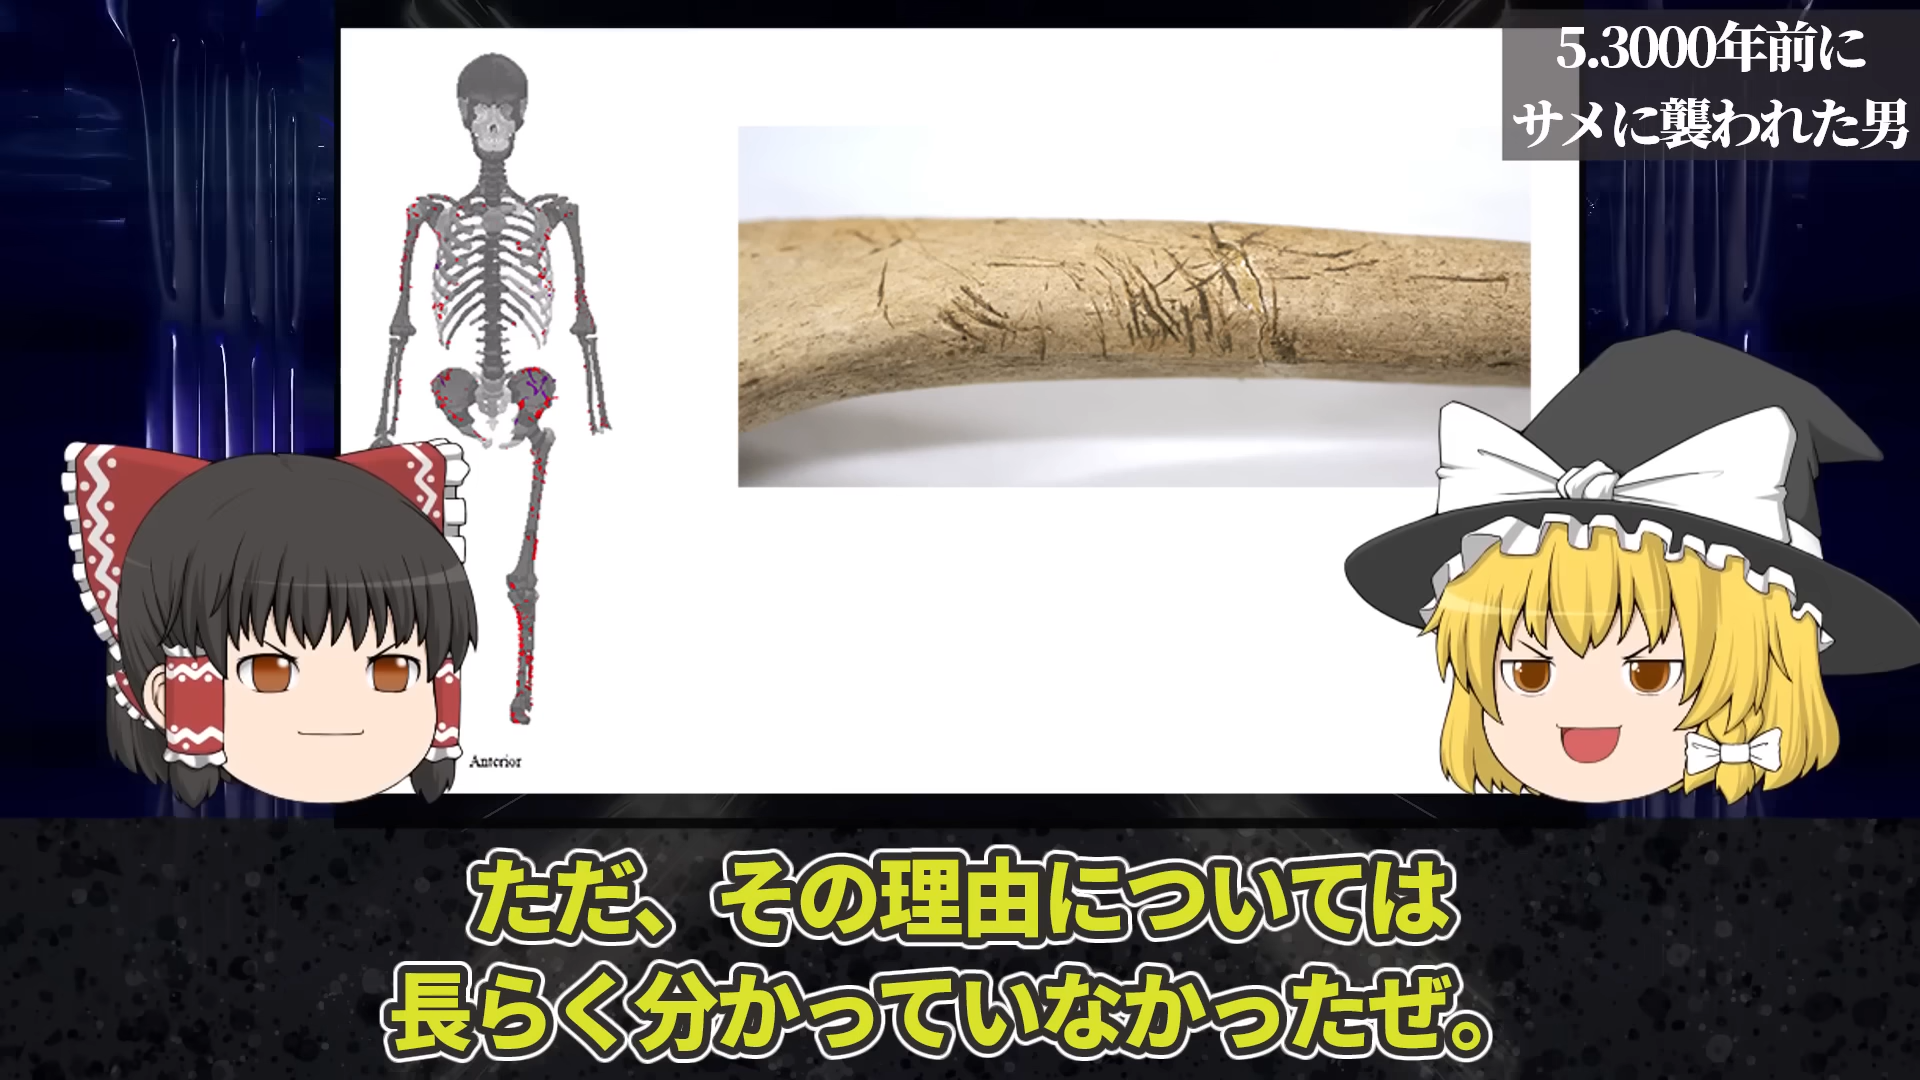 5.3000年前に
サメに襲われた男
Anterior
ただ、その理由については
長らく分かっていなかったぜ。